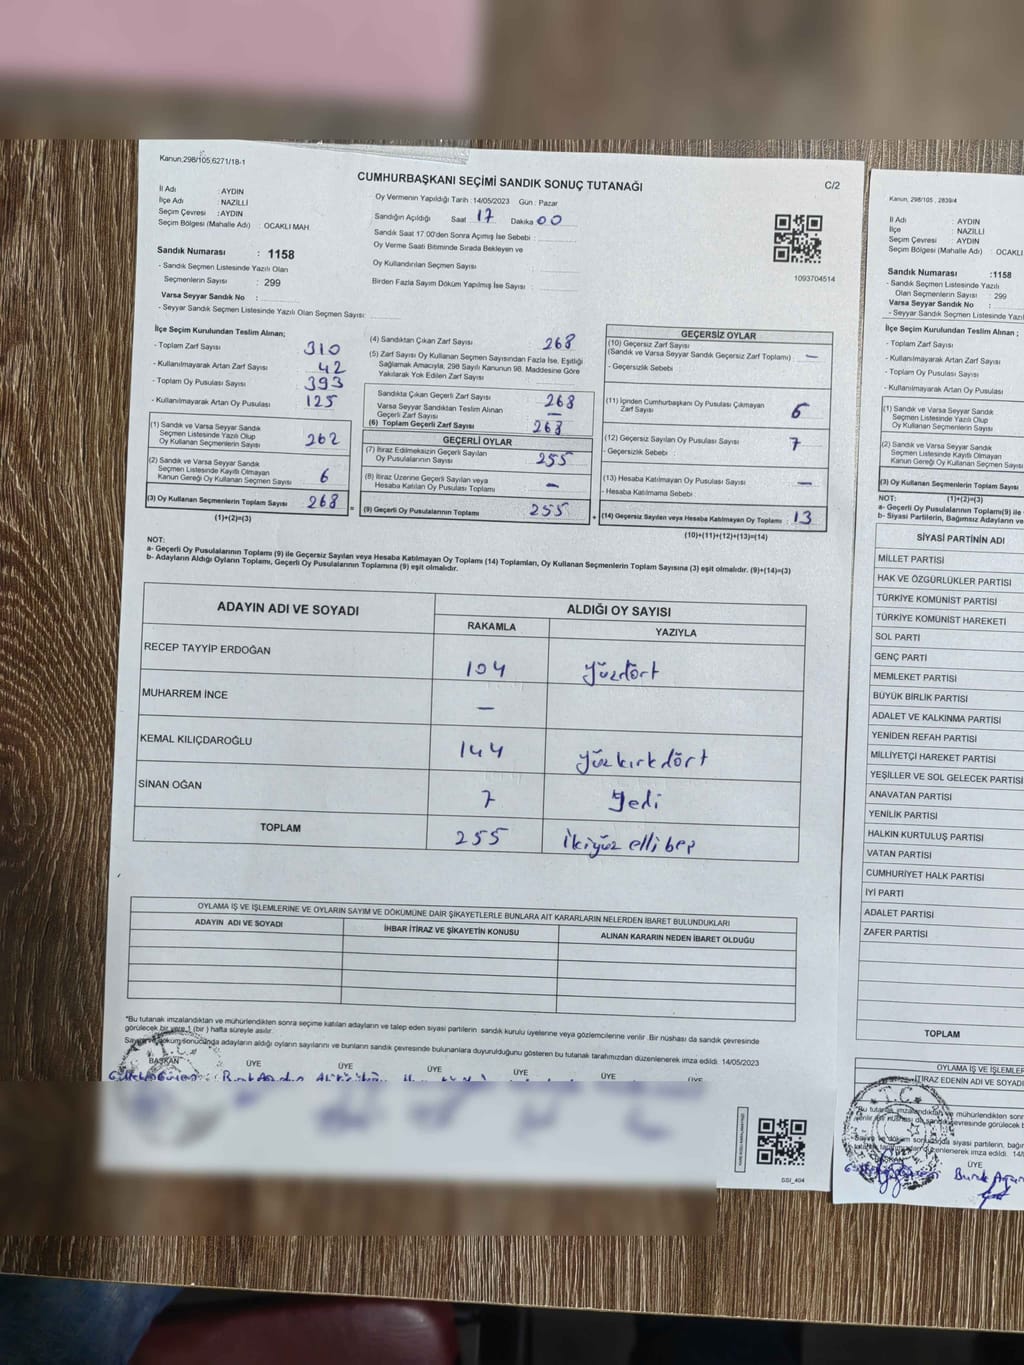 Kanun,298/105,6271/18-1
CUMHURBAŞKANI SEÇİMİ SANDIK SONUÇ TUTANAĞI
C/2
İl Adı : AYDIN
İlçe Adı : NAZİLLİ
Seçim Çevresi : AYDIN
Seçim Bölgesi (Mahalle Adı) : OCAKLI MAH
Sandık Numarası : 1158
- Sandık Seçmen Listesinde Yazılı Olan
Seçmenlerin Sayısı : 299
Varsa Seyyar Sandık No :
- Seyyar Sandık Seçmen Listesinde Yazılı Olan Seçmen Sayısı:
Oy Vermenin Yapıldığı Tarih : 14/05/2023 Gün : Pazar
Sandığın Açıldığı Saat 17 Dakika 00
Sandık Saat 17:00'den Sonra Açımış İse Sebebi :
Oy Verme Saati Bitiminde Sırada Bekleyen ve
Oy Kullandırılan Seçmen Sayısı
Birden Fazla Sayım Döküm Yapılmış İse Sayısı :
1093704514
İlçe Seçim Kurulundan Teslim Alınan;
- Toplam Zarf Sayısı 310
- Kullanılmayarak Artan Zarf Sayısı 42
- Toplam Oy Pusulası Sayısı 393
- Kullanılmayarak Artan Oy Pusulası 125
(1) Sandık ve Varsa Seyyar Sandık
Seçmen Listesinde Yazılı Olup
Oy Kullanan Seçmenlerin Sayısı 262
(2) Sandık ve Varsa Seyyar Sandık
Seçmen Listesinde Kayıtlı Olmayan
Kanun Gereği Oy Kullanan Seçmen Sayısı 6
(3) Oy Kullanan Seçmenlerin Toplam Sayısı 268
(1)+(2)=(3)
(4) Sandıktan Çıkan Zarf Sayısı 268
(5) Zarf Sayısı Oy Kullanan Seçmen Sayısından Fazla İse, Eşitliği
Sağlamak Amacıyla, 298 Sayılı Kanunun 98. Maddesine Göre
Yakılarak Yok Edilen Zarf Sayısı
Sandıkta Çıkan Geçerli Zarf Sayısı 268
Varsa Seyyar Sandıktan Teslim Alınan
Geçerli Zarf Sayısı —
(6) Toplam Geçerli Zarf Sayısı 268
GEÇERLİ OYLAR
(7) İtiraz Edilmeksizin Geçerli Sayılan
Oy Pusulalarının Sayısı 255
(8) İtiraz Üzerine Geçerli Sayılan veya
Hesaba Katılan Oy Pusulası Toplamı —
= (9) Geçerli Oy Pusulalarının Toplamı 255 +
GEÇERSİZ OYLAR
(10) Geçersiz Zarf Sayısı
(Sandık ve Varsa Seyyar Sandık Geçersiz Zarf Toplamı) : —
- Geçersizlik Sebebi
(11) İçinden Cumhurbaşkanı Oy Pusulası Çıkmayan
Zarf Sayısı 6
(12) Geçersiz Sayılan Oy Pusulası Sayısı 7
- Geçersizlik Sebebi
(13) Hesaba Katılmayan Oy Pusulası Sayısı —
- Hesaba Katılmama Sebebi
(14) Geçersiz Sayılan veya Hesaba Katılmayan Oy Toplamı 13
(10)+(11)+(12)+(13)=(14)
NOT:
a- Geçerli Oy Pusulalarının Toplamı (9) ile Geçersiz Sayılan veya Hesaba Katılmayan Oy Toplamı (14) Toplamları, Oy Kullanan Seçmenlerin Toplam Sayısına (3) eşit olmalıdır. (9)+(14)=(3)
b- Adayların Aldığı Oyların Toplamı, Geçerli Oy Pusulalarının Toplamına (9) eşit olmalıdır.
ADAYIN ADI VE SOYADI ALDIĞI OY SAYISI
RAKAMLA YAZIYLA
RECEP TAYYİP ERDOĞAN 104 Yüzdört
MUHARREM İNCE —
KEMAL KILIÇDAROĞLU 144 Yüzkırkdört
SİNAN OĞAN 7 Yedi
TOPLAM 255 İkiyüz elli beş
OYLAMA İŞ VE İŞLEMLERİNE VE OYLARIN SAYIM VE DÖKÜMÜNE DAİR ŞİKAYETLERLE BUNLARA AİT KARARLARIN NELERDEN İBARET BULUNDUKLARI
ADAYIN ADI VE SOYADI İHBAR İTİRAZ VE ŞİKAYETİN KONUSU ALINAN KARARIN NEDEN İBARET OLDUĞU
*Bu tutanak imzalandıktan ve mühürlendikten sonra seçime katılan adayların ve talep eden siyasi partilerin sandık kurulu üyelerine veya gözlemcilerine verilir. Bir nüshası da sandık çevresinde
görülecek bir yere 1 (bir) hafta süreyle asılır.
Sayım ve döküm sonucunda adayların aldığı oyların sayılarını ve bunların sandık çevresinde bulunanlara duyurulduğunu gösteren bu tutanak tarafımızdan düzenlenerek imza edildi. 14/05/2023
BAŞKAN ÜYE ÜYE ÜYE ÜYE ÜYE ÜYE
SSI_404
Kanun, 298/105 , 2839/4
İl Adı : AYDIN
İlçe : NAZİLLİ
Seçim Çevresi : AYDIN
Seçim Bölgesi (Mahalle Adı) : OCAKLI
Sandık Numarası :1158
- Sandık Seçmen Listesinde Yazılı
Olan Seçmenlerin Sayısı : 299
Varsa Seyyar Sandık No :
- Seyyar Sandık Seçmen Listesinde
İlçe Seçim Kurulundan Teslim Alınan;
- Toplam Zarf Sayısı
- Kullanılmayarak Artan Zarf Sayısı
- Toplam Oy Pusulası Sayısı
- Kullanılmayarak Artan
(1) Sandık ve Varsa Seyyar Sandık
Seçmen Listesinde Yazılı Olup
Oy Kullanan Seçmenlerin Sayısı
(2) Sandık ve Varsa Seyyar Sandık
Seçmen Listesinde Kayıtlı Olmayan
Kanun Gereği Oy Kullanan Seçmen Sayısı
(3) Oy Kullanan Seçmenlerin Toplam
NOT: (1)+(2)=(3)
a- Geçerli Oy Pusulalarının Toplamı(9) ile
b- Siyasi Partilerin, Bağımsız Adayların ve
SİYASİ PARTİNİN ADI
MİLLET PARTİSİ
HAK VE ÖZGÜRLÜKLER PARTİSİ
TÜRKİYE KOMÜNİST PARTİSİ
TÜRKİYE KOMÜNİST HAREKETİ
SOL PARTİ
GENÇ PARTİ
MEMLEKET PARTİSİ
BÜYÜK BİRLİK PARTİSİ
ADALET VE KALKINMA PARTİSİ
YENİDEN REFAH PARTİSİ
MİLLİYETÇİ HAREKET PARTİSİ
YEŞİLLER VE SOL GELECEK PARTİSİ
ANAVATAN PARTİSİ
YENİLİK PARTİSİ
HALKIN KURTULUŞ PARTİSİ
VATAN PARTİSİ
CUMHURİYET HALK PARTİSİ
İYİ PARTİ
ADALET PARTİSİ
ZAFER PARTİSİ
TOPLAM
OYLAMA İŞ VE İŞLEMLER
İTİRAZ EDENİN ADI VE SOYADI
ÜYE
T.C.
Burak